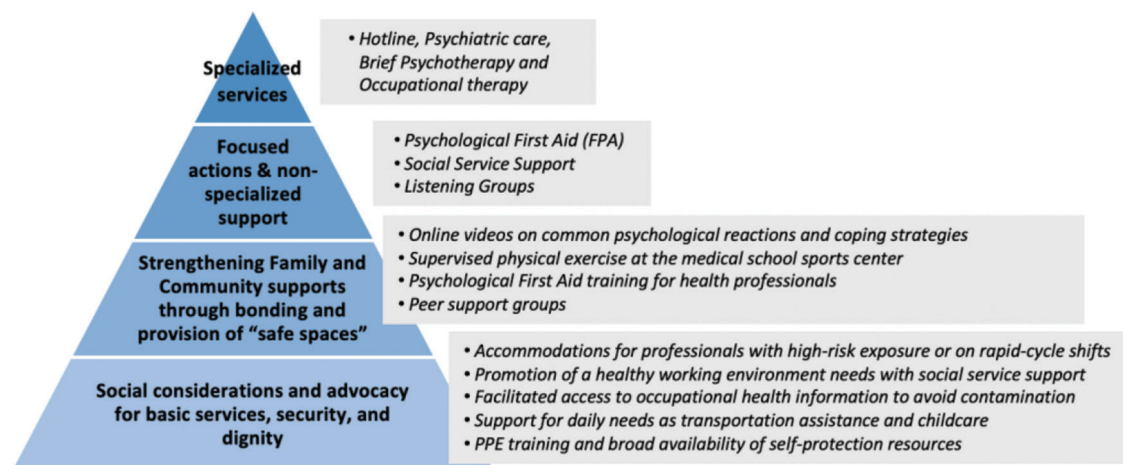 Specialized
services
• Hotline, Psychiatric care,
Brief Psychotherapy and
Occupational therapy
Focused
actions & non-
specialized
support
• Psychological First Aid (FPA)
• Social Service Support
• Listening Groups
Strengthening Family and
Community supports
through bonding and
provision of “safe spaces”
• Online videos on common psychological reactions and coping strategies
• Supervised physical exercise at the medical school sports center
• Psychological First Aid training for health professionals
• Peer support groups
Social considerations and advocacy
for basic services, security, and
dignity
• Accommodations for professionals with high-risk exposure or on rapid-cycle shifts
• Promotion of a healthy working environment needs with social service support
• Facilitated access to occupational health information to avoid contamination
• Support for daily needs as transportation assistance and childcare
• PPE training and broad availability of self-protection resources